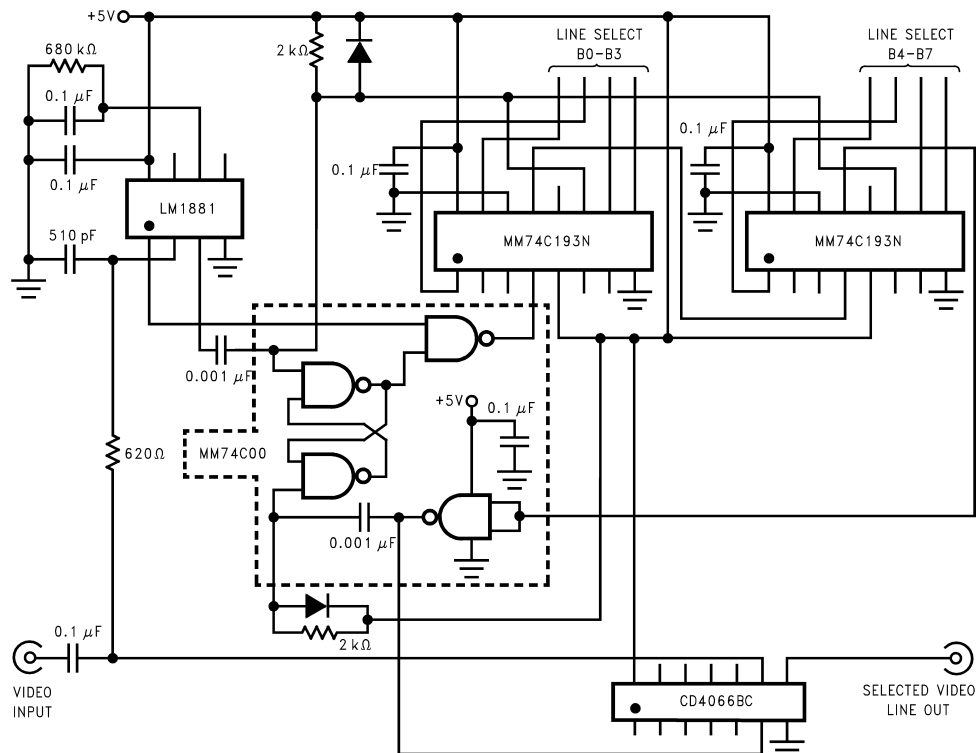 +5V
680 kΩ
0.1 µF
0.1 µF
510 pF
LM1881
2 kΩ
LINE SELECT
B0-B3
LINE SELECT
B4-B7
0.1 µF
0.1 µF
MM74C193N
MM74C193N
0.001 µF
+5V
0.1 µF
620Ω
MM74C00
0.001 µF
2 kΩ
0.1 µF
VIDEO
INPUT
CD4066BC
SELECTED VIDEO
LINE OUT